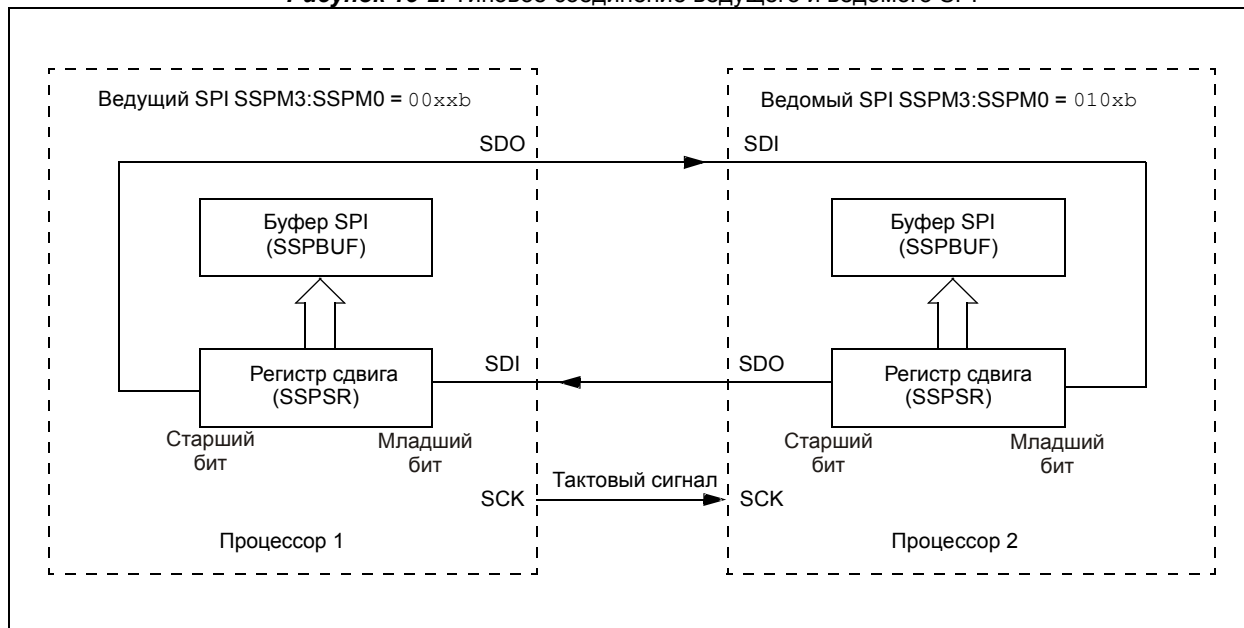 Ведущий SPI SSPM3:SSPM0 = 00xxb
Ведомый SPI SSPM3:SSPM0 = 010xb
SDO
SDI
Буфер SPI
(SSPBUF)
Буфер SPI
(SSPBUF)
Регистр сдвига
(SSPSR)
SDI
SDO
Регистр сдвига
(SSPSR)
Старший
бит
Младший
бит
Старший
бит
Младший
бит
SCK
Тактовый сигнал
SCK
Процессор 1
Процессор 2